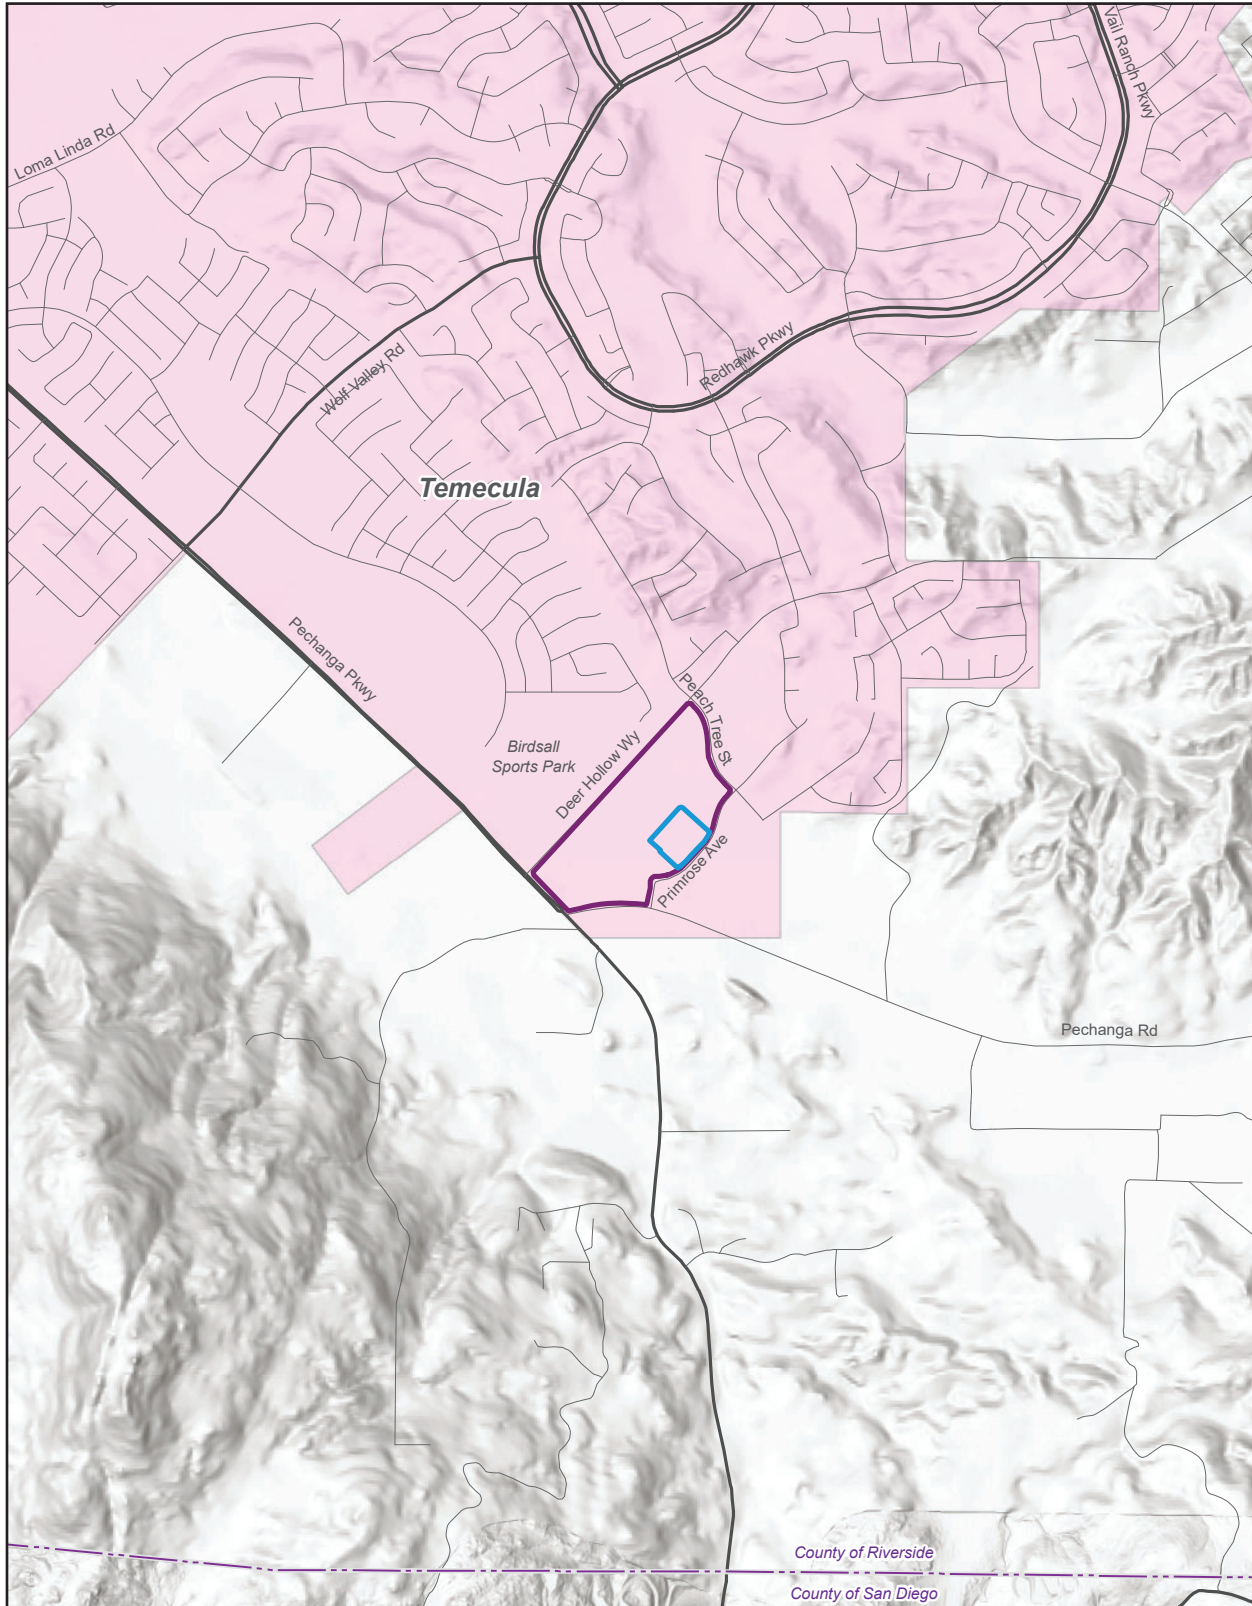 Vail Ranch Pkwy
Loma Linda Rd
Redhawk Pkwy
Wolf Valley Rd
Temecula
Pechanga Pkwy
Peach Tree St
Birdsall
Sports Park
Deer Hollow Wy
Primrose Ave
Pechanga Rd
County of Riverside
County of San Diego